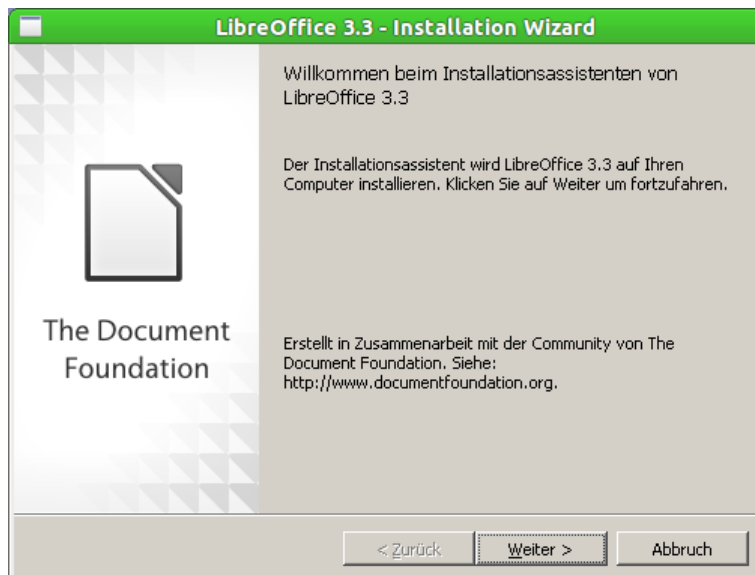 LibreOffice 3.3 - Installation Wizard
Willkommen beim Installationsassistenten von
LibreOffice 3.3
Der Installationsassistent wird LibreOffice 3.3 auf Ihren
Computer installieren. Klicken Sie auf Weiter um fortzufahren.
The Document
Foundation
Erstellt in Zusammenarbeit mit der Community von The
Document Foundation. Siehe:
http://www.documentfoundation.org.
< Zurück
Weiter >
Abbruch